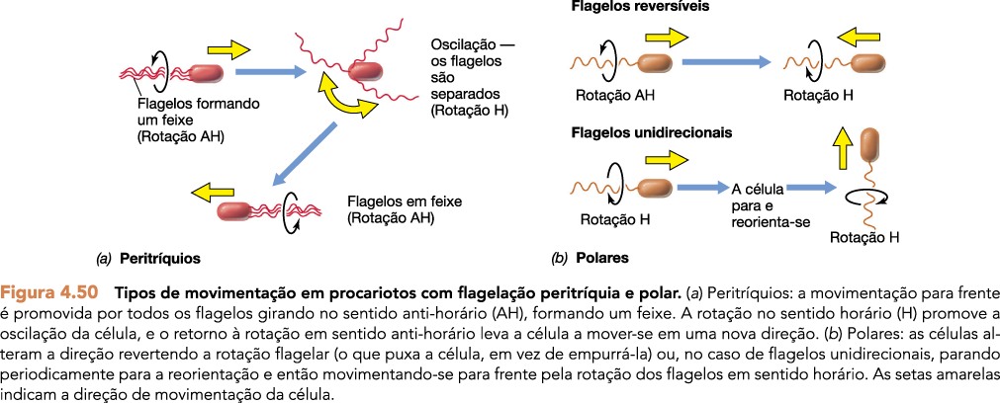 Flagelos formando
um feixe
(Rotação AH)
Oscilação —
os flagelos
são
separados
(Rotação H)
Flagelos em feixe
(Rotação AH)
(a) Peritríquios
Flagelos reversíveis
Rotação AH
Rotação H
Flagelos unidirecionais
Rotação H
A célula
para e
reorienta-se
Rotação H
(b) Polares
Figura 4.50 Tipos de movimentação em procariotos com flagelação peritríquia e polar. (a) Peritríquios: a movimentação para frente
é promovida por todos os flagelos girando no sentido anti-horário (AH), formando um feixe. A rotação no sentido horário (H) promove a
oscilação da célula, e o retorno à rotação em sentido anti-horário leva a célula a mover-se em uma nova direção. (b) Polares: as células al-
teram a direção revertendo a rotação flagelar (o que puxa a célula, em vez de empurrá-la) ou, no caso de flagelos unidirecionais, parando
periodicamente para a reorientação e então movimentando-se para frente pela rotação dos flagelos em sentido horário. As setas amarelas
indicam a direção de movimentação da célula.